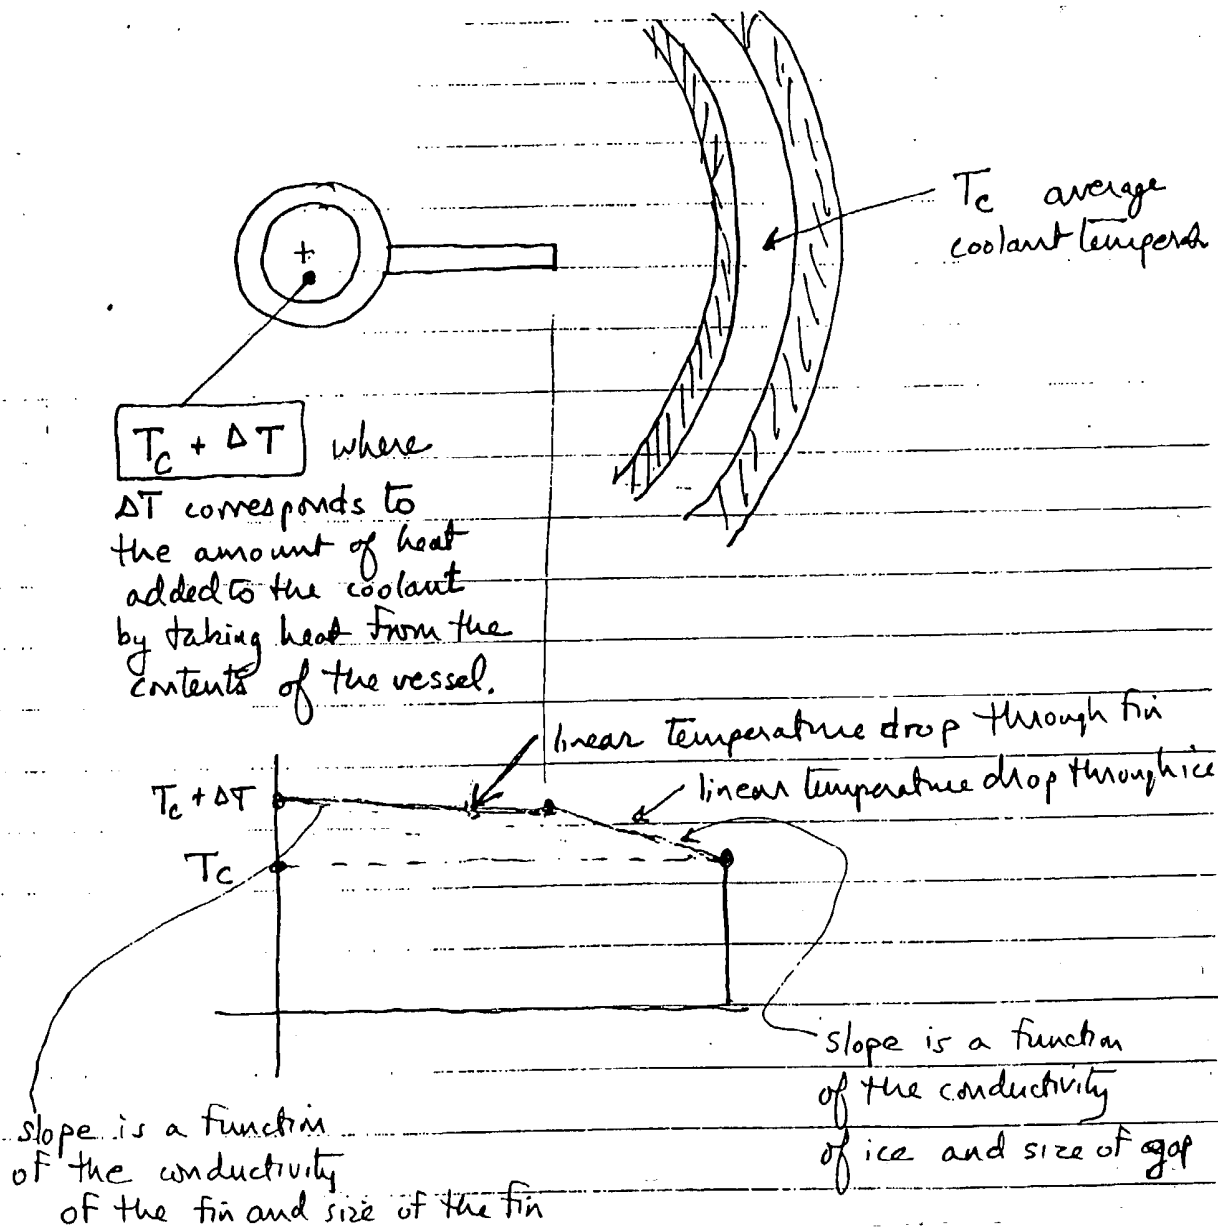 Tc average
coolant temperat
Tc + ΔT where
ΔT corresponds to
the amount of heat
added to the coolant
by taking heat from the
contents of the vessel.
linear temperature drop through fin
linear temperature drop through ice
Tc + ΔT
Tc
slope is a function
of the conductivity
of ice and size of gap
slope is a function
of the conductivity
of the fin and size of the fin